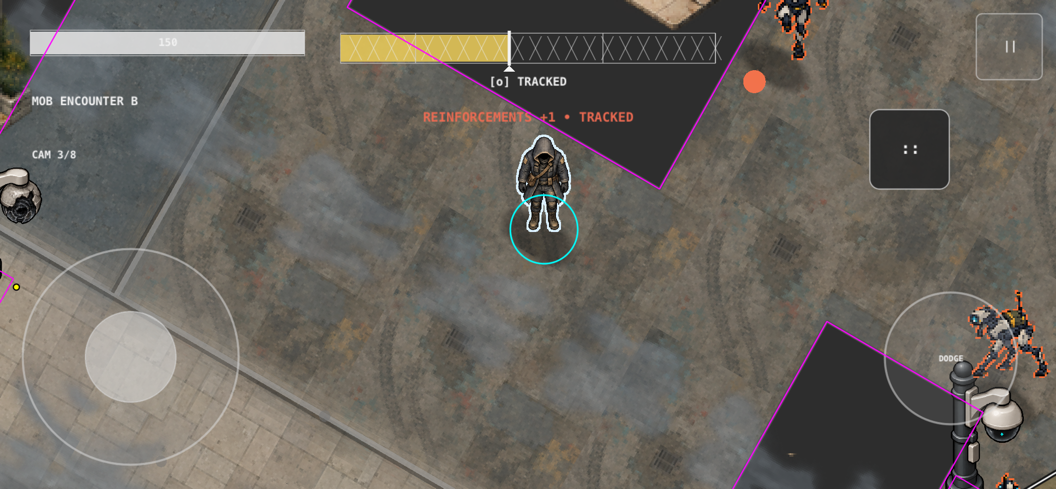 150
[o] TRACKED
MOB ENCOUNTER B
REINFORCEMENTS +1 • TRACKED
CAM 3/8
::
DODGE